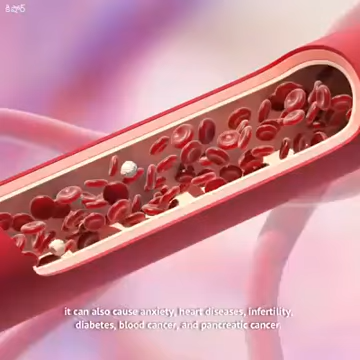 it can also cause anxiety, heart diseases, infertility,
diabetes, blood cancer, and pancreatic cancer.